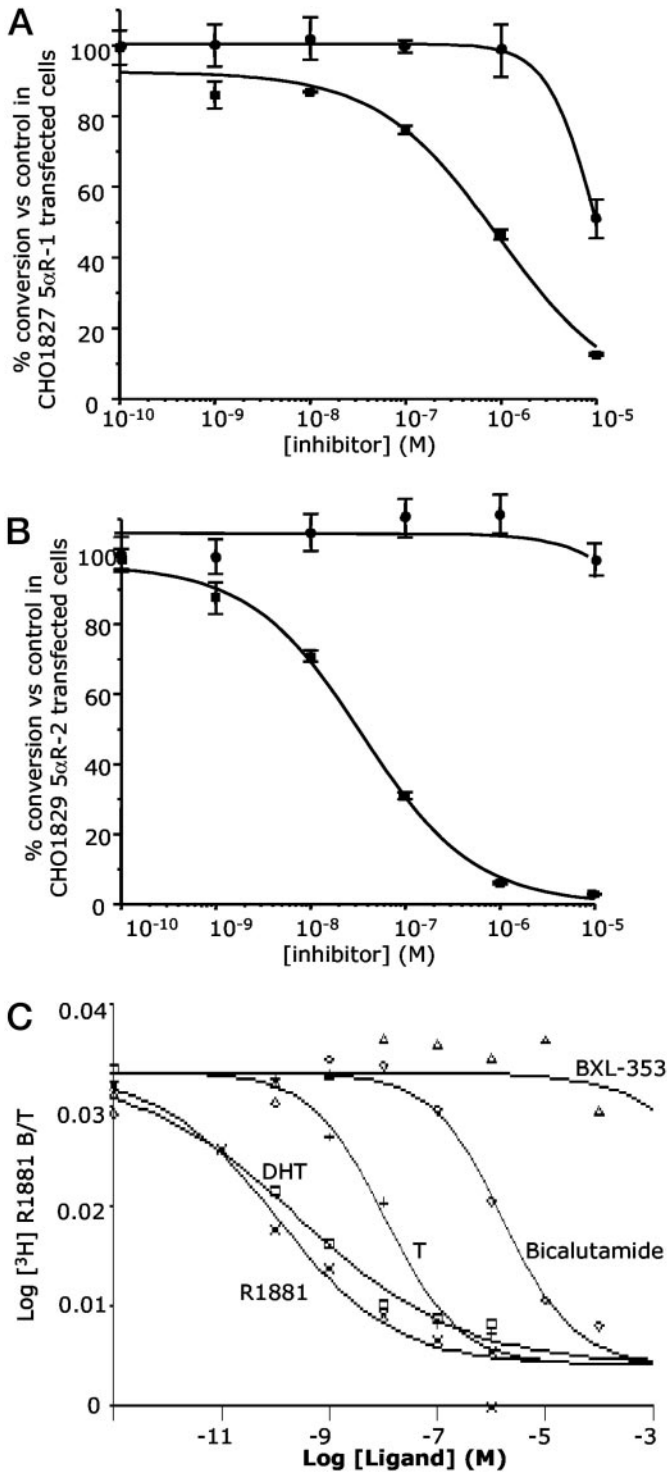 A
% conversion vs control in
CHO1827 5αR-1 transfected cells
100
80
60
40
20
0
10⁻¹⁰ 10⁻⁹ 10⁻⁸ 10⁻⁷ 10⁻⁶ 10⁻⁵
[inhibitor] (M)
B
% conversion vs control in
CHO1829 5αR-2 transfected cells
100
80
60
40
20
0
10⁻¹⁰ 10⁻⁹ 10⁻⁸ 10⁻⁷ 10⁻⁶ 10⁻⁵
[inhibitor] (M)
C
Log [³H] R1881 B/T
0.04
0.03
0.02
0.01
0
BXL-353
DHT
T
Bicalutamide
R1881
-11 -9 -7 -5 -3
Log [Ligand] (M)